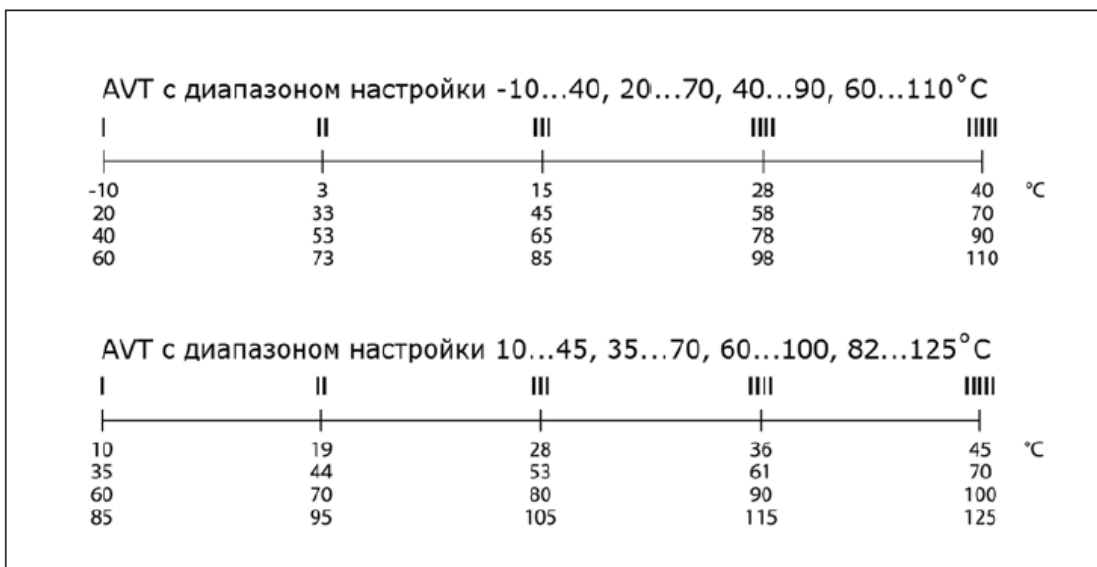 AVT с диапазоном настройки -10...40, 20...70, 40...90, 60...110°C
I II III IIII IIIII
-10 3 15 28 40 °C
20 33 45 58 70
40 53 65 78 90
60 73 85 98 110
AVT с диапазоном настройки 10...45, 35...70, 60...100, 82...125°C
I II III IIII IIIII
10 19 28 36 45 °C
35 44 53 61 70
60 70 80 90 100
85 95 105 115 125